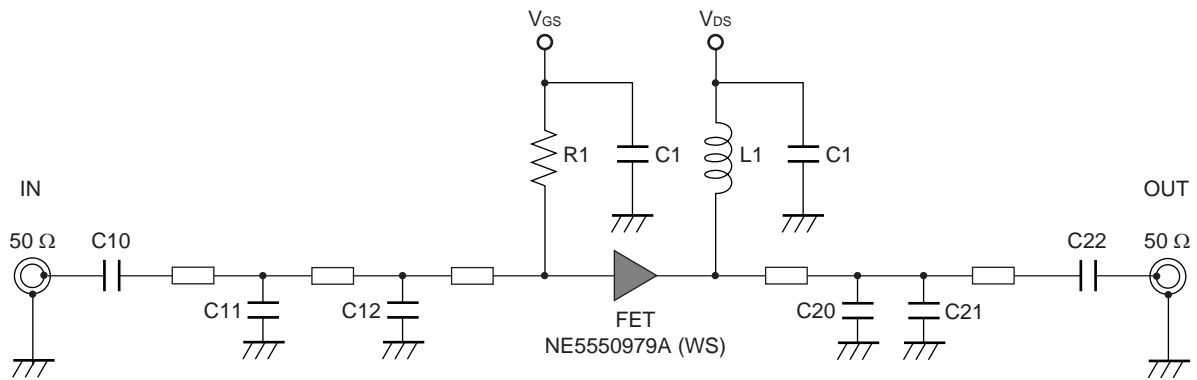 VGS
VDS
R1
C1
L1
C1
IN
OUT
50 Ω
C10
C22
50 Ω
C11
C12
C20
C21
FET
NE5550979A (WS)